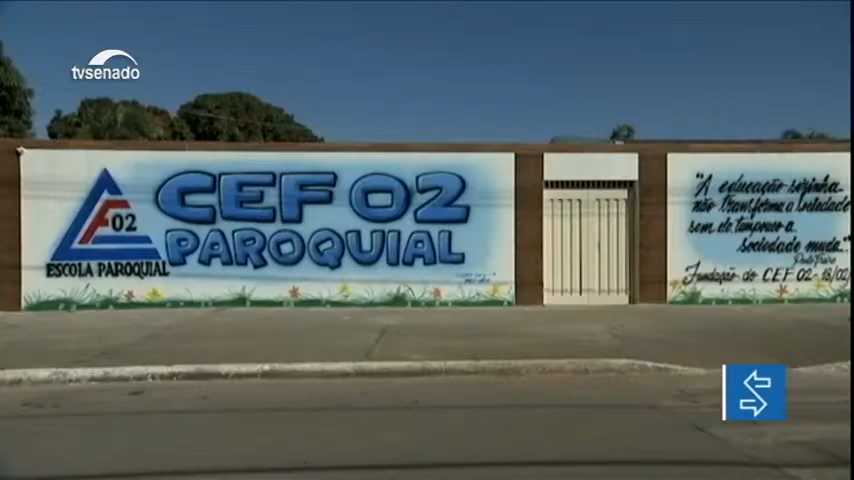 tvsenado
CEF 02
PAROQUIAL
F 02
ESCOLA PAROQUIAL
"A educação sozinha
não transforma a sociedade
sem ela tampouco a
sociedade muda."
Paulo Freire
Fundação do CEF 02-18/02